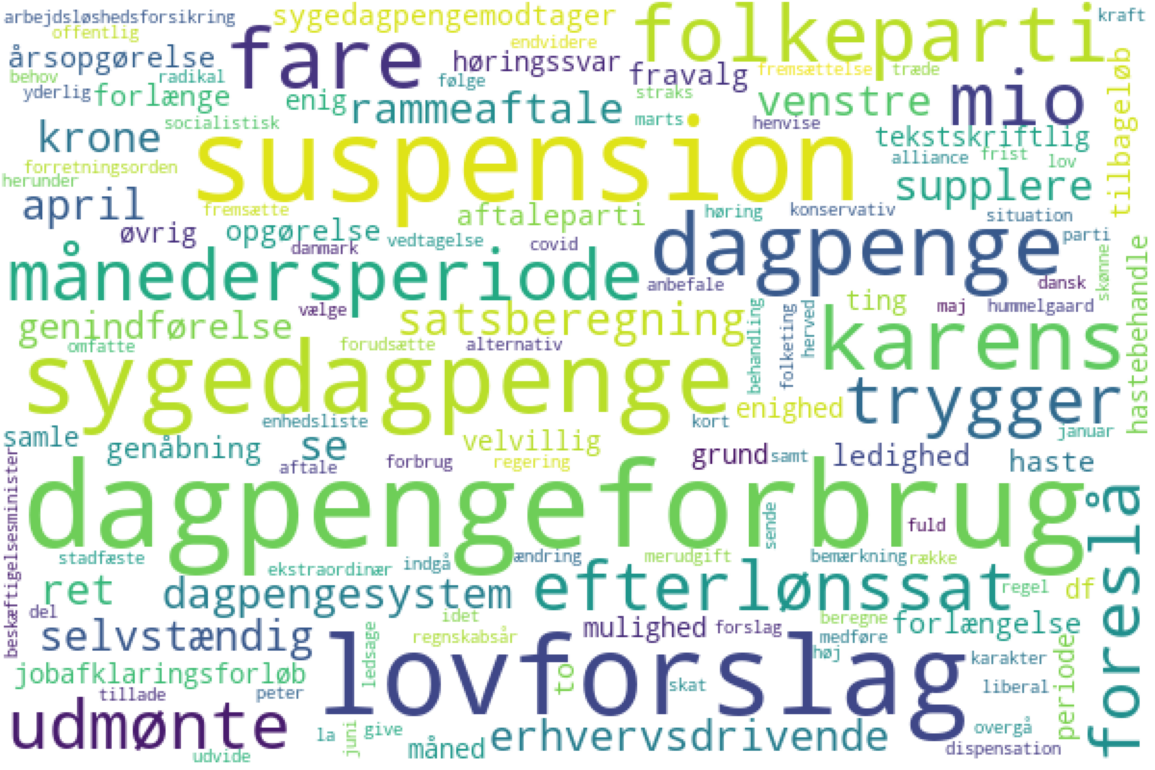 arbejdsløshedsforsikring
sygedagpengemodtager
folkeparti
kraft
offentlig
fare
endvidere
årsopgørelse
høringssvar
fravalg
fremsættelse
træde
behov
radikal
følge
mio
tilbageløb
yderlig
forlænge
enig
rammeaftale
straks
venstre
krone
socialistisk
suspension
marts
henvise
tekstskriftlig
forretningsorden
alliance
frist
lov
herunder
supplere
april
fremsætte
aftaleparti
høring
konservativ
situation
øvrig
opgørelse
danmark
vedtagelse
covid
dagpenge
parti
månedersperiode
anbefale
dansk
skønne
vælge
behandling
folketing
herved
ting
maj
hummelgaard
hastebehandle
genindførelse
satsberegning
karens
omfatte
forudsætte
alternativ
sygedagpenge
enighed
trygger
enhedsliste
kort
januar
samle
genåbning
se
velvillig
grund
samt
ledighed
haste
aftale
forbrug
regering
beskæftigelsesminister
dagpengeforbrug
sende
fuld
foreslå
stadfæste
ekstraordinær
indgå
ændring
merudgift
bemærkning
række
ret
dagpengesystem
efterlønssat
regel
df
del
idet
beregne
forlængelse
selvstændig
regnskabsår
mulighed
forslag
medføre
ledsage
lovforslag
høj
karakter
periode
jobafklaringsforløb
to
skat
liberal
tillade
peter
udmønte
la
juni
give
måned
erhvervsdrivende
overgå
dispensation
udvide